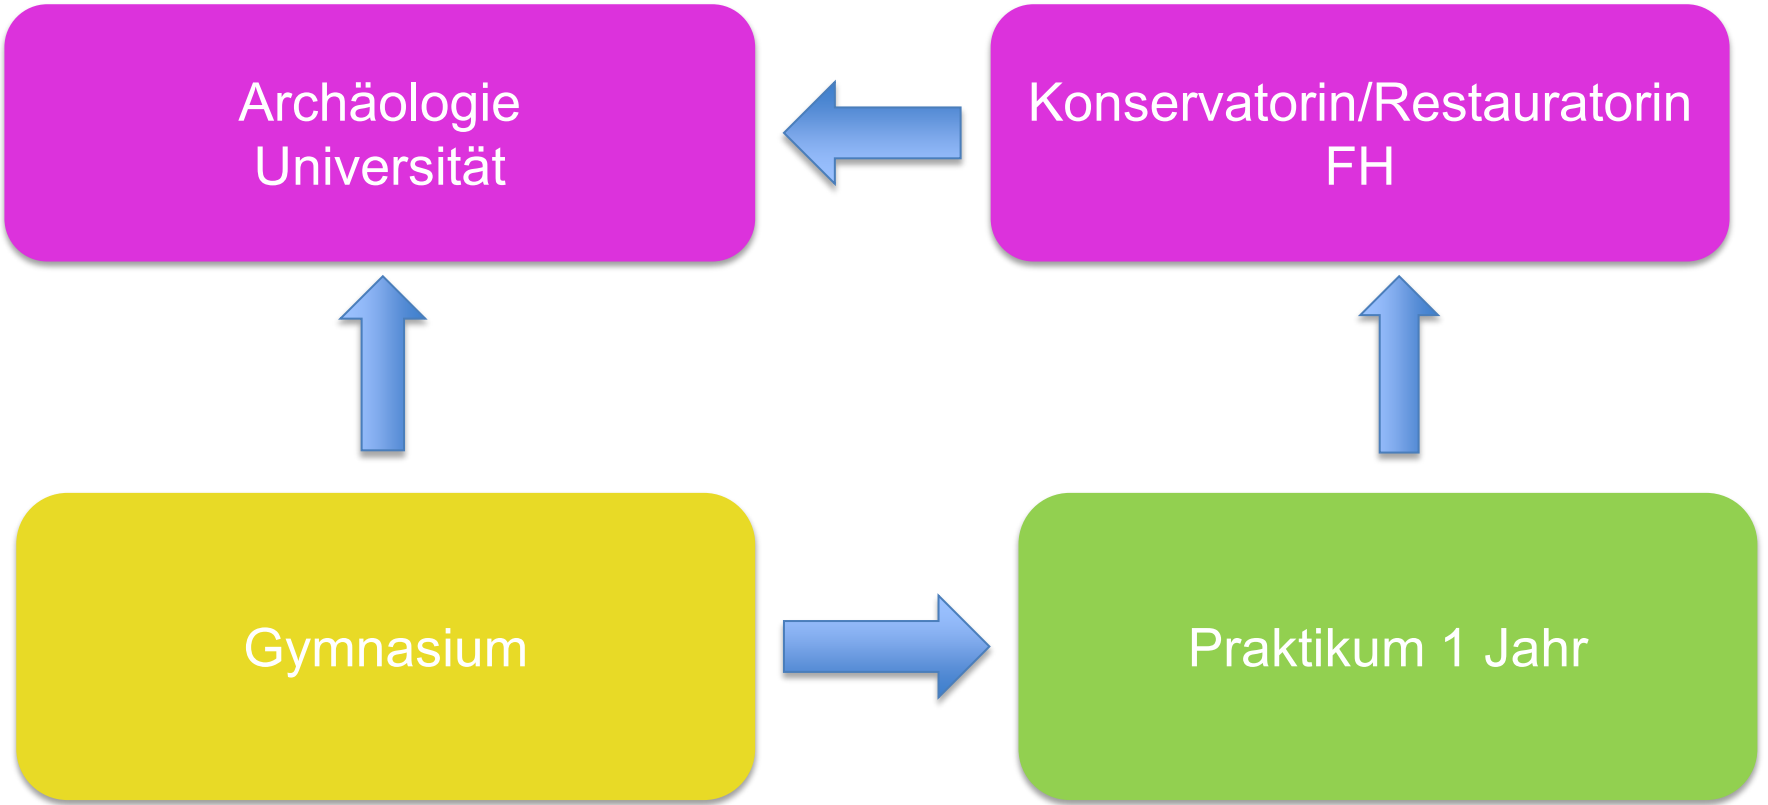 Archäologie
Universität
Konservatorin/Restauratorin
FH
Gymnasium
Praktikum 1 Jahr